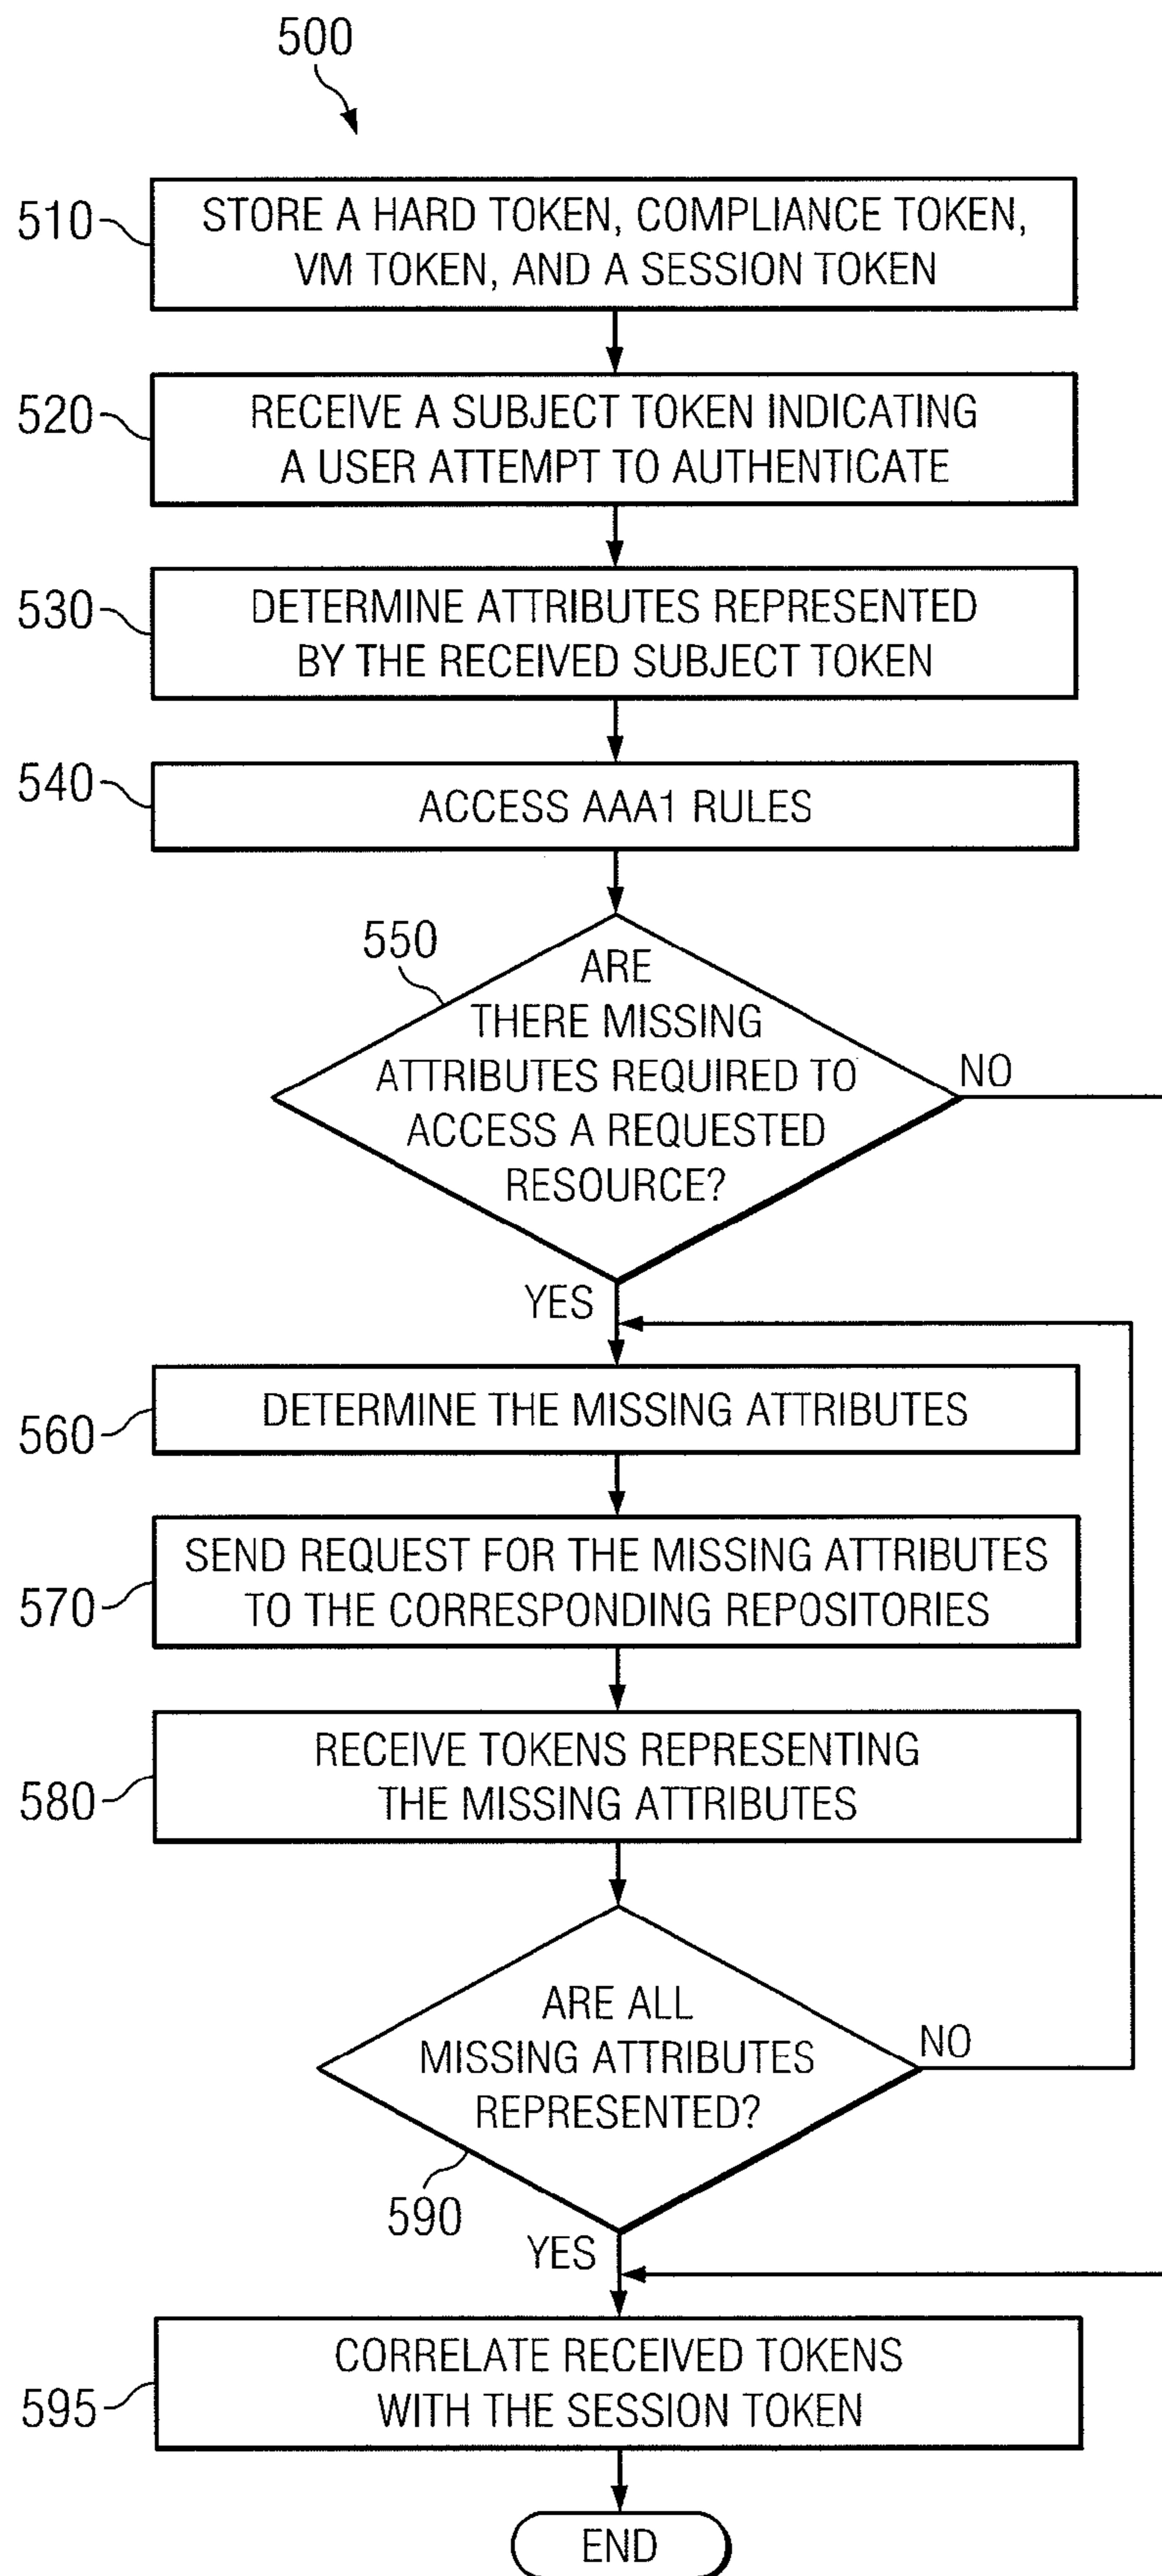 500
510
STORE A HARD TOKEN, COMPLIANCE TOKEN,
VM TOKEN, AND A SESSION TOKEN
520
RECEIVE A SUBJECT TOKEN INDICATING
A USER ATTEMPT TO AUTHENTICATE
530
DETERMINE ATTRIBUTES REPRESENTED
BY THE RECEIVED SUBJECT TOKEN
540
ACCESS AAA1 RULES
550
ARE
THERE MISSING
ATTRIBUTES REQUIRED TO
ACCESS A REQUESTED
RESOURCE?
NO
YES
560
DETERMINE THE MISSING ATTRIBUTES
570
SEND REQUEST FOR THE MISSING ATTRIBUTES
TO THE CORRESPONDING REPOSITORIES
580
RECEIVE TOKENS REPRESENTING
THE MISSING ATTRIBUTES
ARE ALL
MISSING ATTRIBUTES
REPRESENTED?
NO
590
YES
595
CORRELATE RECEIVED TOKENS
WITH THE SESSION TOKEN
END